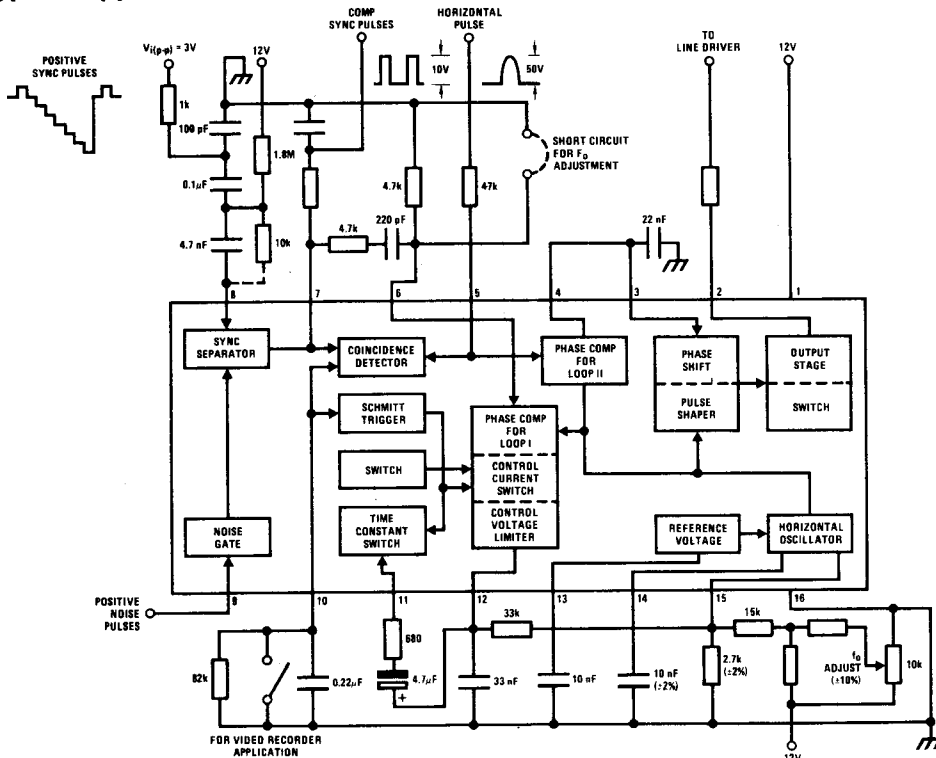 COMP
SYNC PULSES
HORIZONTAL
PULSE
TO
LINE DRIVER
12V
Vi(p-p) = 3V
12V
POSITIVE
SYNC PULSES
10V
50V
1k
100 pF
1.8M
0.1μF
4.7 nF
10k
4.7k
220 pF
4.7k
47k
SHORT CIRCUIT
FOR FO
ADJUSTMENT
22 nF
8
7
6
5
4
3
2
1
SYNC
SEPARATOR
COINCIDENCE
DETECTOR
PHASE COMP
FOR
LOOP II
PHASE
SHIFT
PULSE
SHAPER
OUTPUT
STAGE
SWITCH
SCHMITT
TRIGGER
SWITCH
TIME
CONSTANT
SWITCH
PHASE COMP
FOR
LOOP I
CONTROL
CURRENT
SWITCH
CONTROL
VOLTAGE
LIMITER
NOISE
GATE
REFERENCE
VOLTAGE
HORIZONTAL
OSCILLATOR
POSITIVE
NOISE
PULSES
9
10
11
12
13
14
15
16
82k
0.22μF
680
4.7μF
+
33k
33 nF
10 nF
10 nF
(±2%)
2.7k
(±2%)
15k
fo
ADJUST
(±10%)
10k
FOR VIDEO RECORDER
APPLICATION
12V